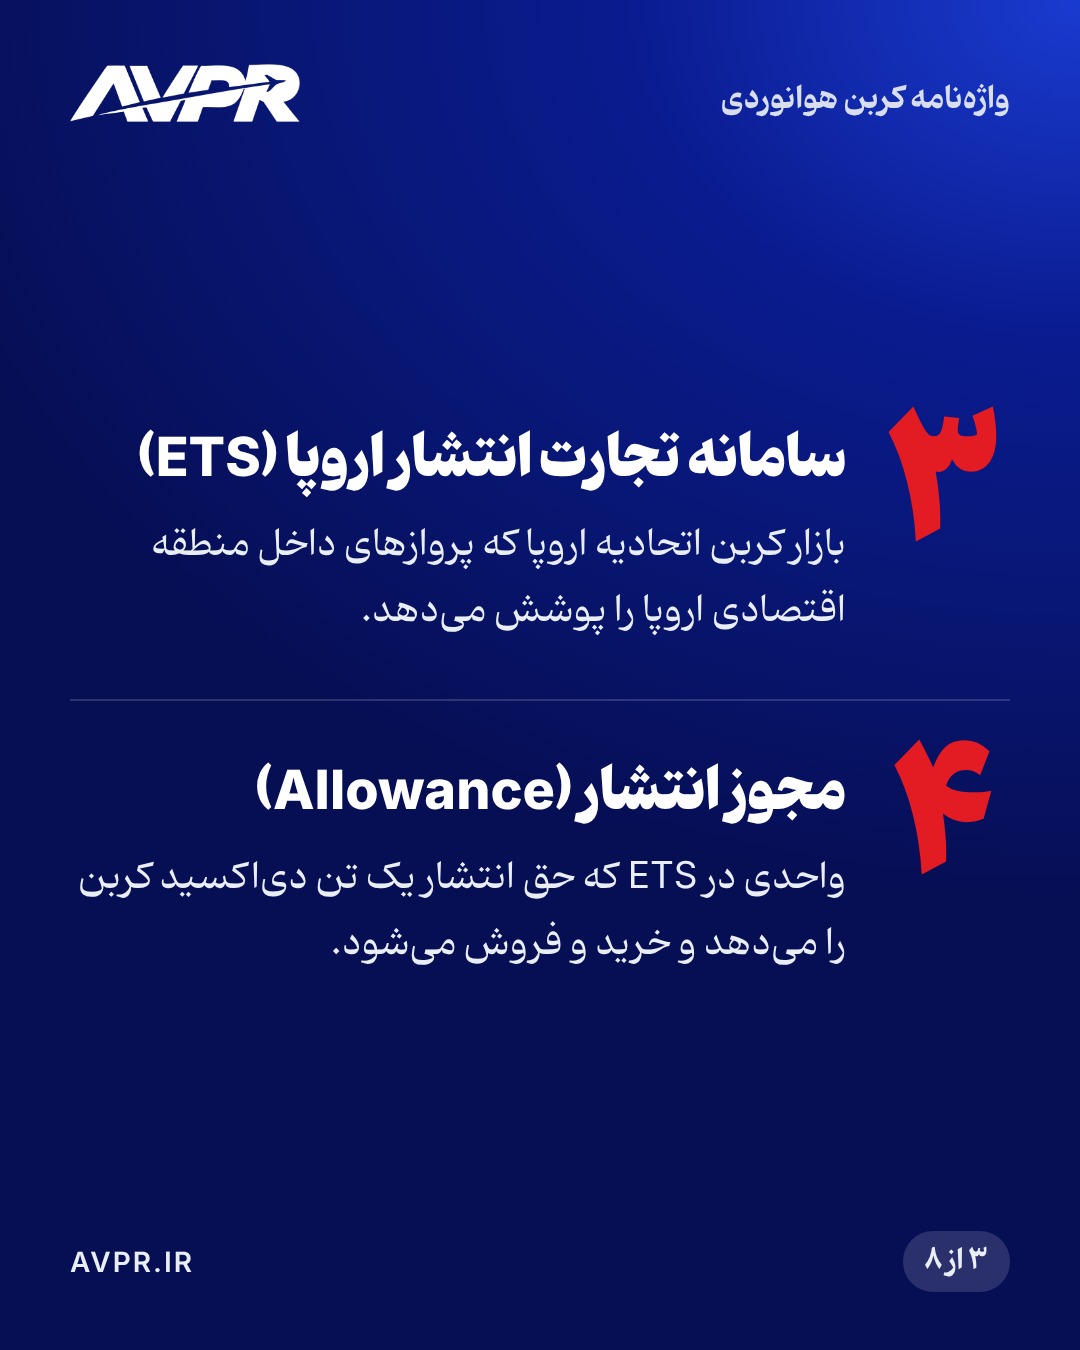 AVPR
واژه‌نامه کربن هوانوردی
۳
سامانه تجارت انتشار اروپا (ETS)
بازار کربن اتحادیه اروپا که پروازهای داخل منطقه
اقتصادی اروپا را پوشش می‌دهد.
۴
مجوز انتشار (Allowance)
واحدی در ETS که حق انتشار یک تن دی‌اکسید کربن
را می‌دهد و خرید و فروش می‌شود.
AVPR.IR
۳ از ۸